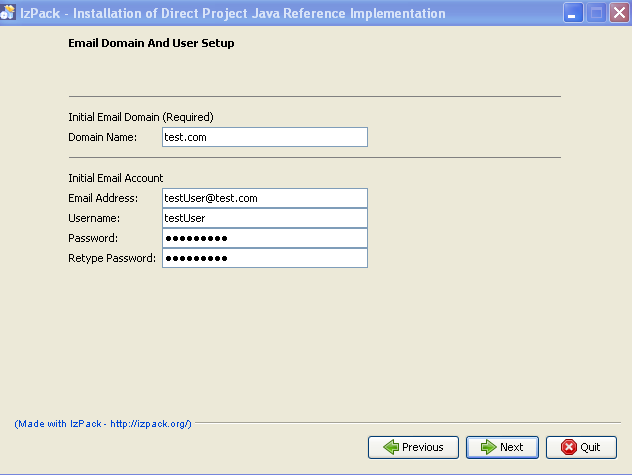 IzPack - Installation of Direct Project Java Reference Implementation
Email Domain And User Setup
Initial Email Domain (Required)
Domain Name: test.com
Initial Email Account
Email Address: testUser@test.com
Username: testUser
Password: ●●●●●●●●●
Retype Password: ●●●●●●●●●
(Made with IzPack - http://izpack.org/)
Previous Next Quit